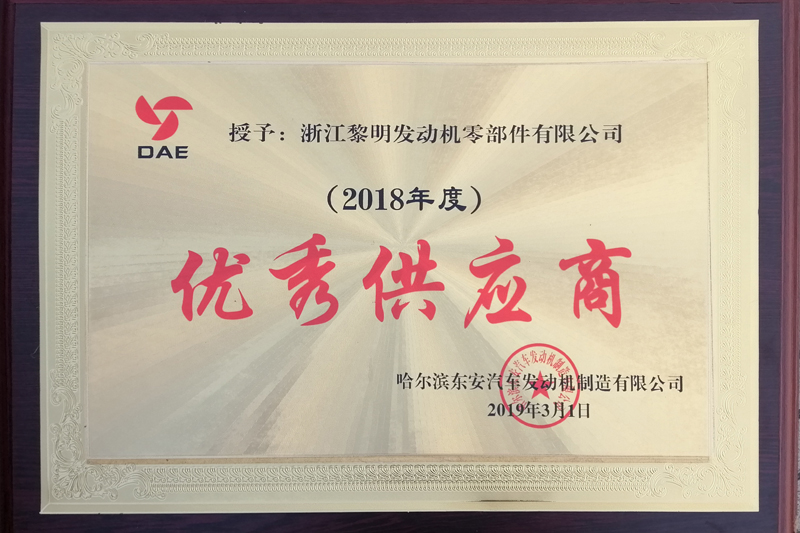 DAE
授予：浙江黎明发动机零部件有限公司
（2018年度）
优秀供应商
哈尔滨东安汽车发动机制造有限公司
2019年3月1日